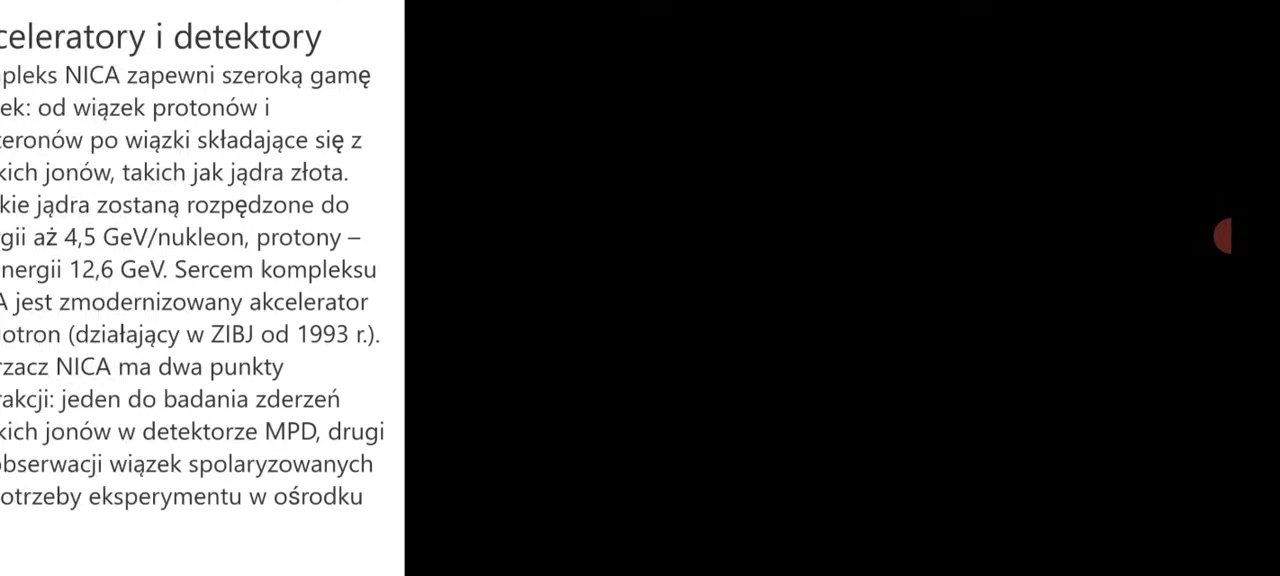 celeratory i detektory
pleks NICA zapewni szeroką gamę
ek: od wiązek protonów i
teronów po wiązki składające się z
kich jonów, takich jak jądra złota.
kie jądra zostaną rozpędzone do
gii aż 4,5 GeV/nukleon, protony –
nergii 12,6 GeV. Sercem kompleksu
A jest zmodernizowany akcelerator
otron (działający w ZIBJ od 1993 r.).
rzacz NICA ma dwa punkty
rakcji: jeden do badania zderzeń
kich jonów w detektorze MPD, drugi
obserwacji wiązek spolaryzowanych
otrzeby eksperymentu w ośrodku